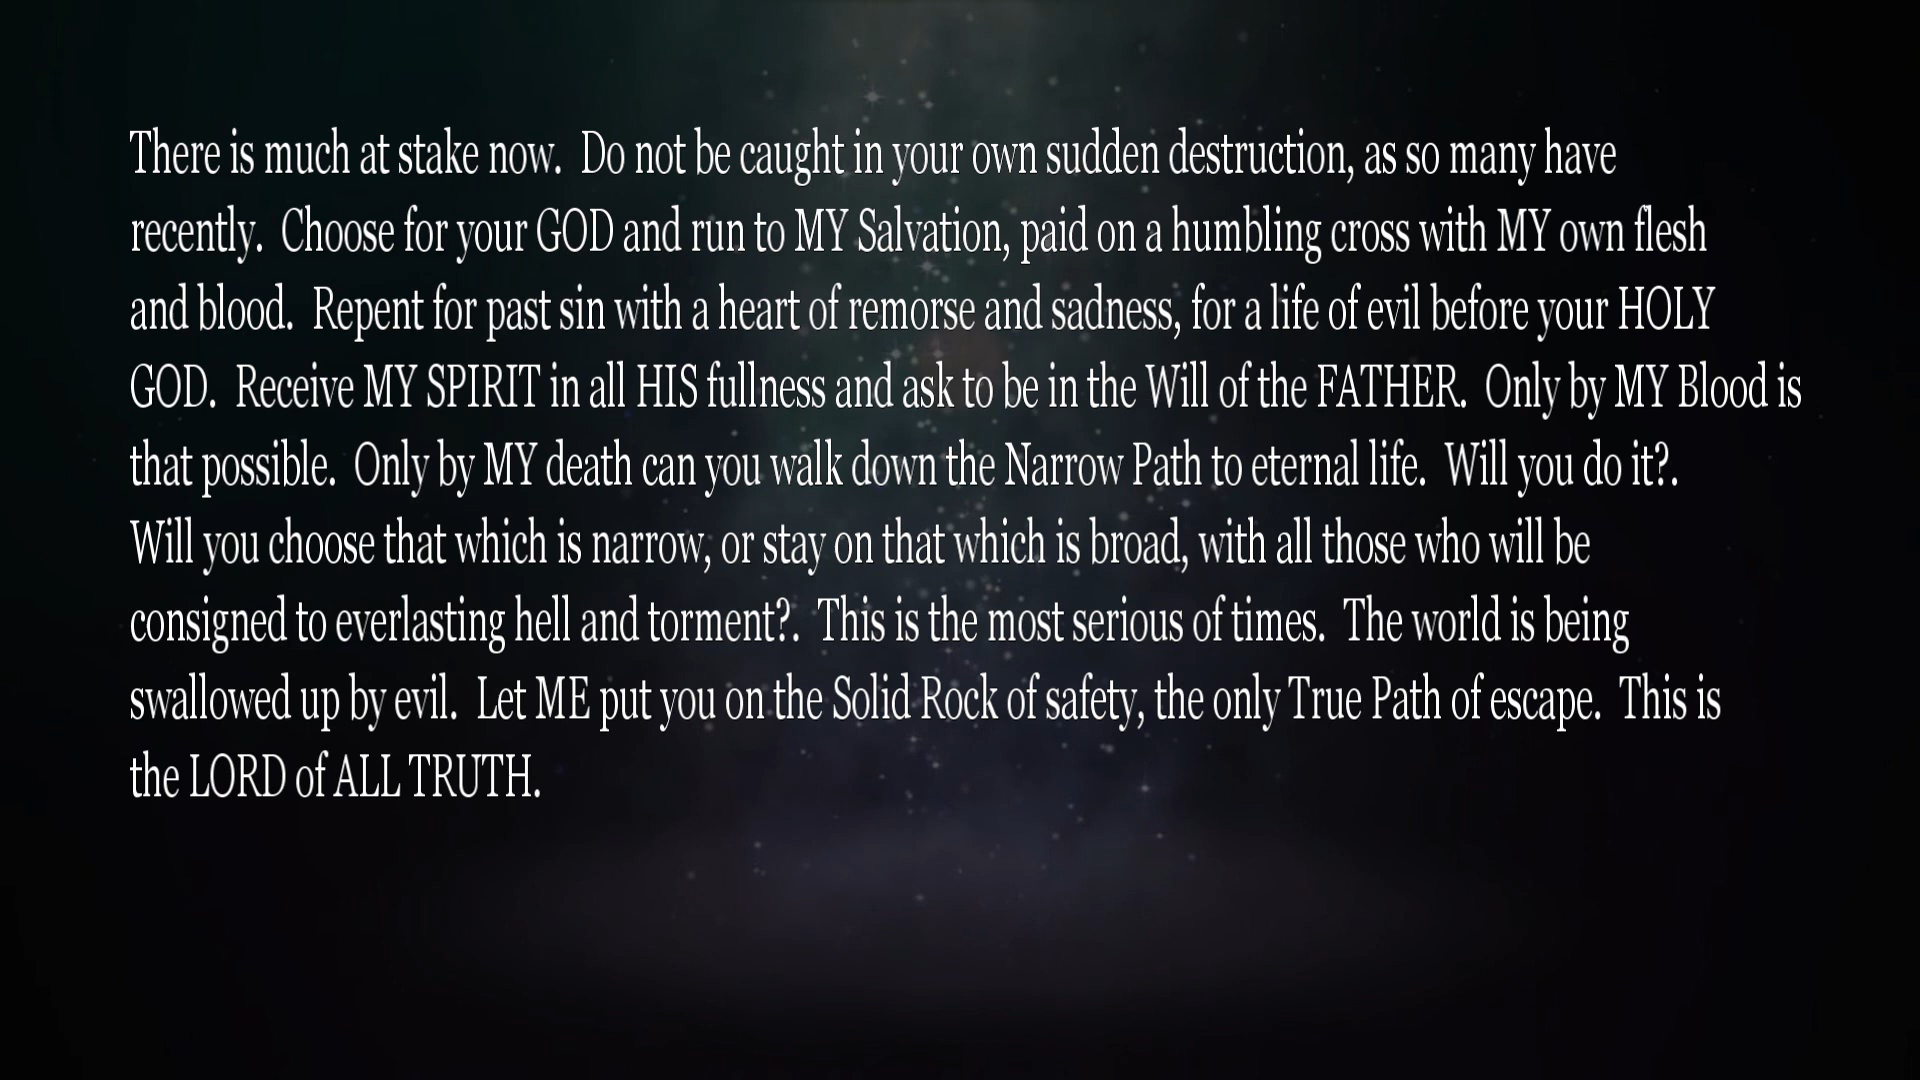 There is much at stake now.  Do not be caught in your own sudden destruction, as so many have
recently.  Choose for your GOD and run to MY Salvation, paid on a humbling cross with MY own flesh
and blood.  Repent for past sin with a heart of remorse and sadness, for a life of evil before your HOLY
GOD.  Receive MY SPIRIT in all HIS fullness and ask to be in the Will of the FATHER.  Only by MY Blood is
that possible.  Only by MY death can you walk down the Narrow Path to eternal life.  Will you do it?.
Will you choose that which is narrow, or stay on that which is broad, with all those who will be
consigned to everlasting hell and torment?.  This is the most serious of times.  The world is being
swallowed up by evil.  Let ME put you on the Solid Rock of safety, the only True Path of escape.  This is
the LORD of ALL TRUTH.